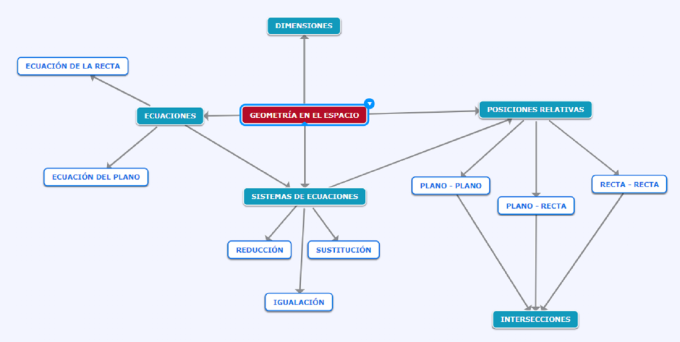 DIMENSIONES
ECUACIÓN DE LA RECTA
ECUACIONES
GEOMETRÍA EN EL ESPACIO
POSICIONES RELATIVAS
ECUACIÓN DEL PLANO
SISTEMAS DE ECUACIONES
PLANO - PLANO
PLANO - RECTA
RECTA - RECTA
REDUCCIÓN
SUSTITUCIÓN
IGUALACIÓN
INTERSECCIONES